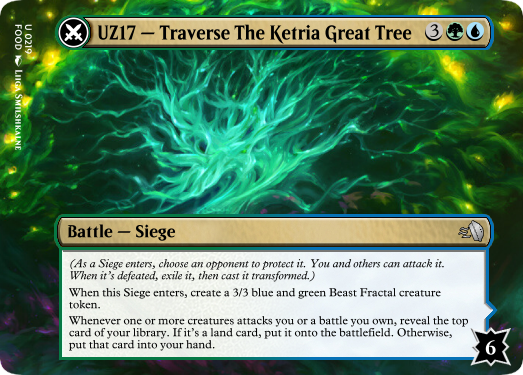 UZ17 — Traverse The Ketria Great Tree 3
U 0219
FOOD Liiga Smilshkalne
Battle — Siege
(As a Siege enters, choose an opponent to protect it. You and others can attack it.
When it's defeated, exile it, then cast it transformed.)
When this Siege enters, create a 3/3 blue and green Beast Fractal creature
token.
Whenever one or more creatures attacks you or a battle you own, reveal the top
card of your library. If it's a land card, put it onto the battlefield. Otherwise,
put that card into your hand.
6